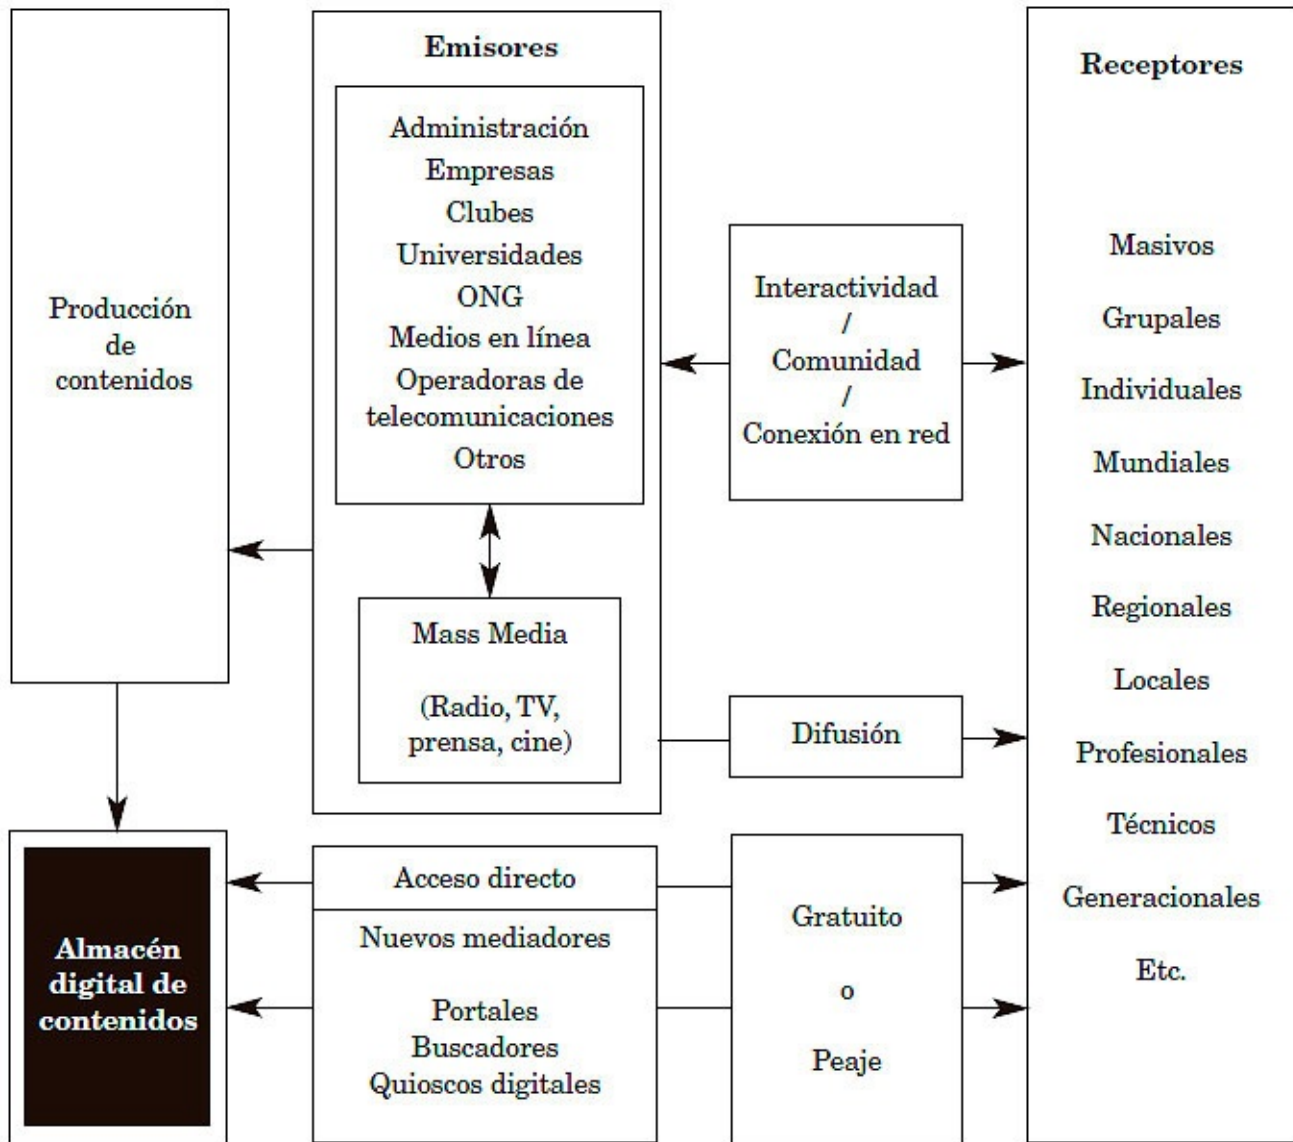 Producción
de
contenidos
Almacén
digital de
contenidos
Emisores
Administración
Empresas
Clubes
Universidades
ONG
Medios en línea
Operadoras de
telecomunicaciones
Otros
Mass Media
(Radio, TV,
prensa, cine)
Acceso directo
Nuevos mediadores
Portales
Buscadores
Quioscos digitales
Interactividad
/
Comunidad
/
Conexión en red
Difusión
Gratuito
o
Peaje
Receptores
Masivos
Grupales
Individuales
Mundiales
Nacionales
Regionales
Locales
Profesionales
Técnicos
Generacionales
Etc.